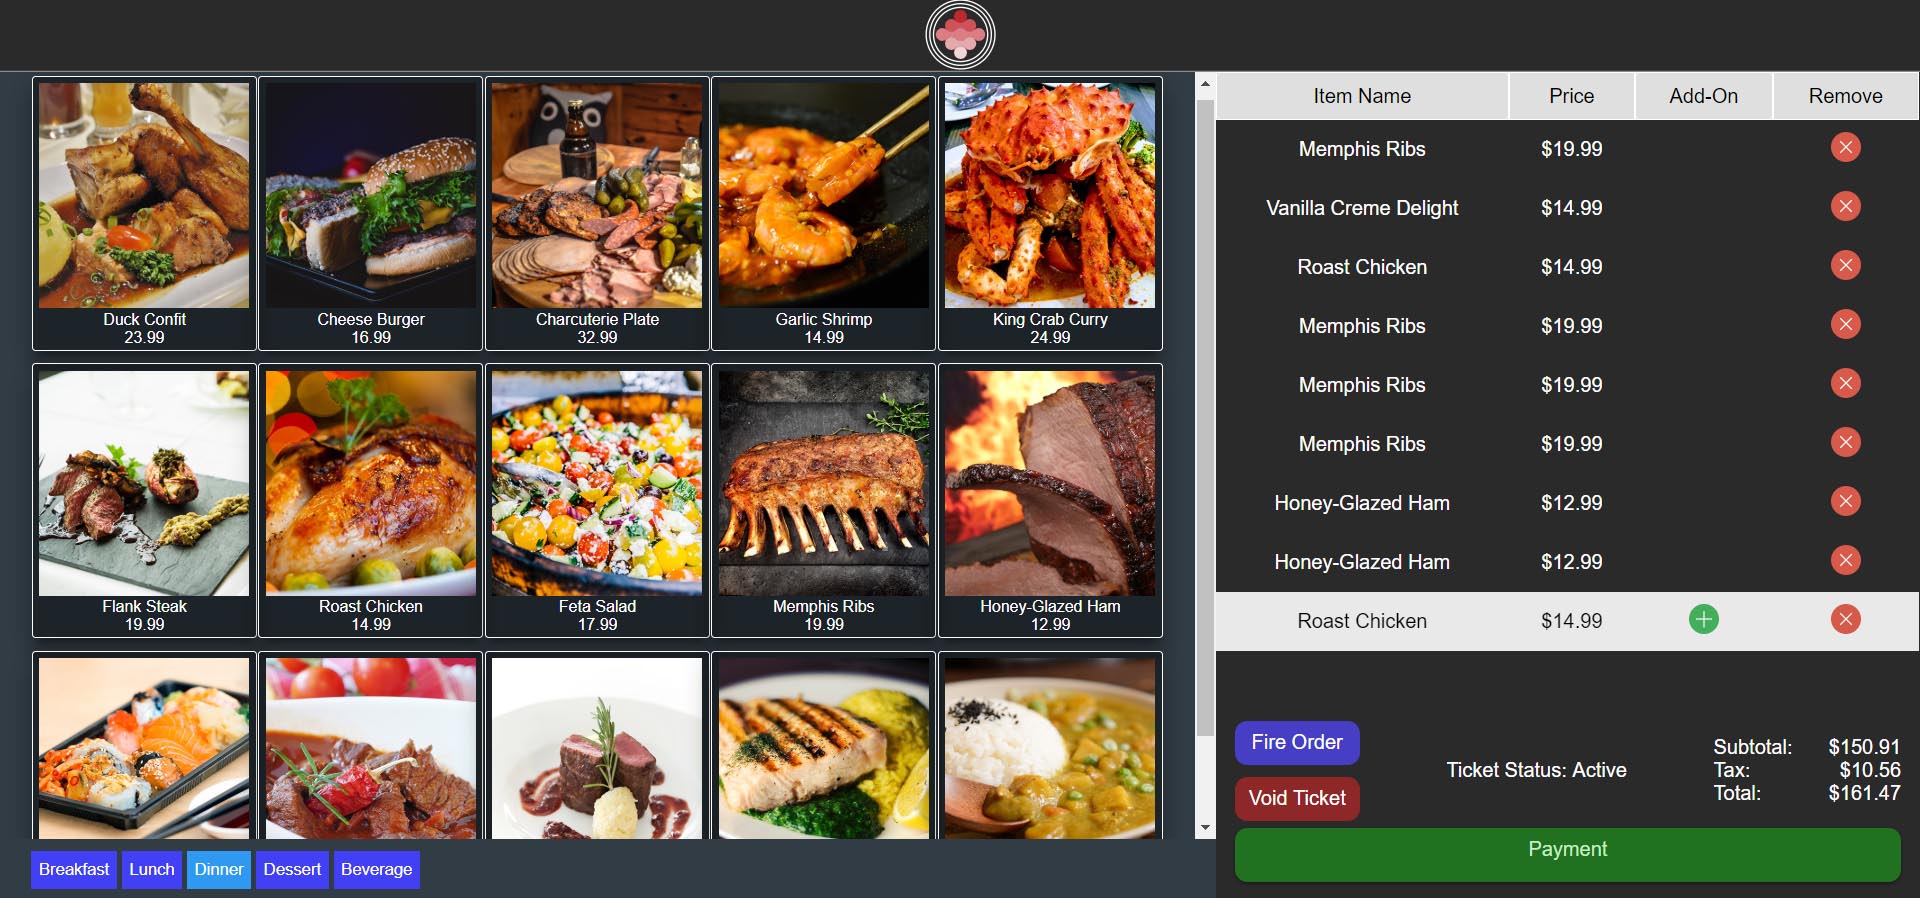 Duck Confit
23.99
Cheese Burger
16.99
Charcuterie Plate
32.99
Garlic Shrimp
14.99
King Crab Curry
24.99
Flank Steak
19.99
Roast Chicken
14.99
Feta Salad
17.99
Memphis Ribs
19.99
Honey-Glazed Ham
12.99
Breakfast Lunch Dinner Dessert Beverage
Item Name Price Add-On Remove
Memphis Ribs $19.99
Vanilla Creme Delight $14.99
Roast Chicken $14.99
Memphis Ribs $19.99
Memphis Ribs $19.99
Memphis Ribs $19.99
Honey-Glazed Ham $12.99
Honey-Glazed Ham $12.99
Roast Chicken $14.99
Fire Order
Void Ticket
Ticket Status: Active
Subtotal: $150.91
Tax: $10.56
Total: $161.47
Payment